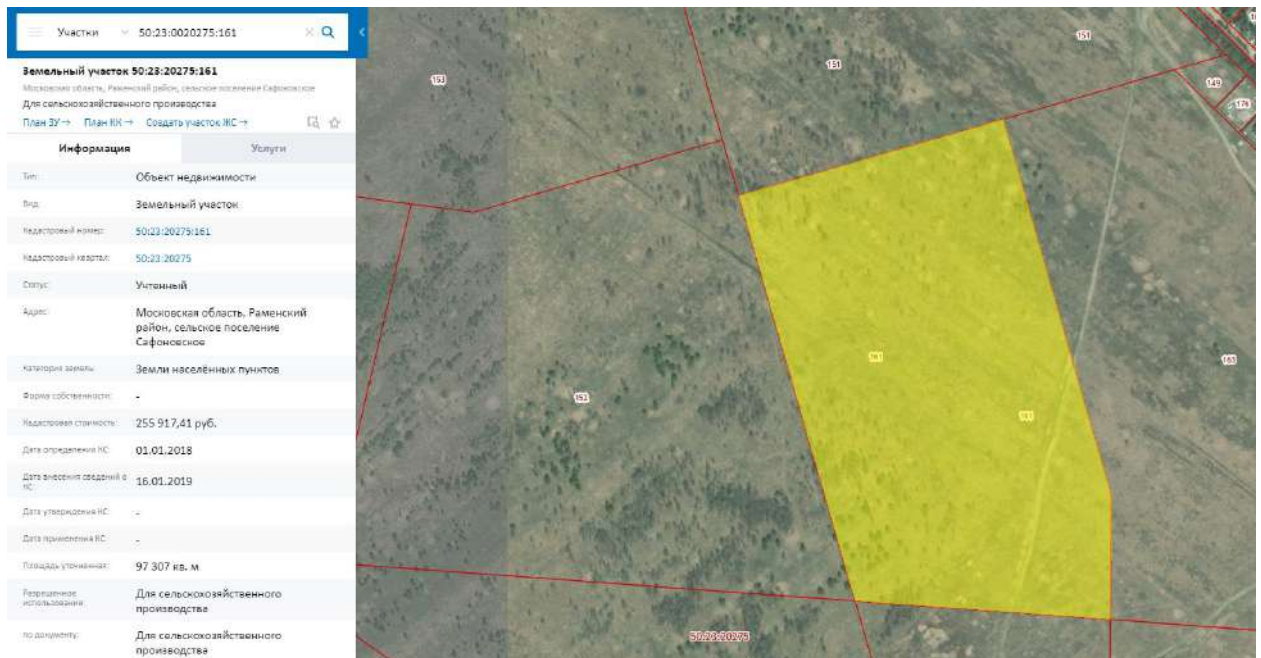 Участки 50:23:0020275:161
Земельный участок 50:23:20275:161
Московская область, Раменский район, сельское поселение Сафоновское
Для сельскохозяйственного производства
План ЗУ → План КК → Создать участок ЖС →
Информация Услуги
Тип: Объект недвижимости
Вид: Земельный участок
Кадастровый номер: 50:23:20275:161
Кадастровый квартал: 50:23:20275
Статус: Учтенный
Адрес: Московская область, Раменский
район, сельское поселение
Сафоновское
Категория земель: Земли населённых пунктов
Форма собственности: -
Кадастровая стоимость: 255 917,41 руб.
Дата определения КС: 01.01.2018
Дата внесения сведений о
КС: 16.01.2019
Дата утверждения КС: -
Дата применения КС: -
Площадь уточненная: 97 307 кв. м
Разрешенное
использование: Для сельскохозяйственного
производства
по документу: Для сельскохозяйственного
производства
151
151
153
149
176
161
163
152
161
50:23:20275